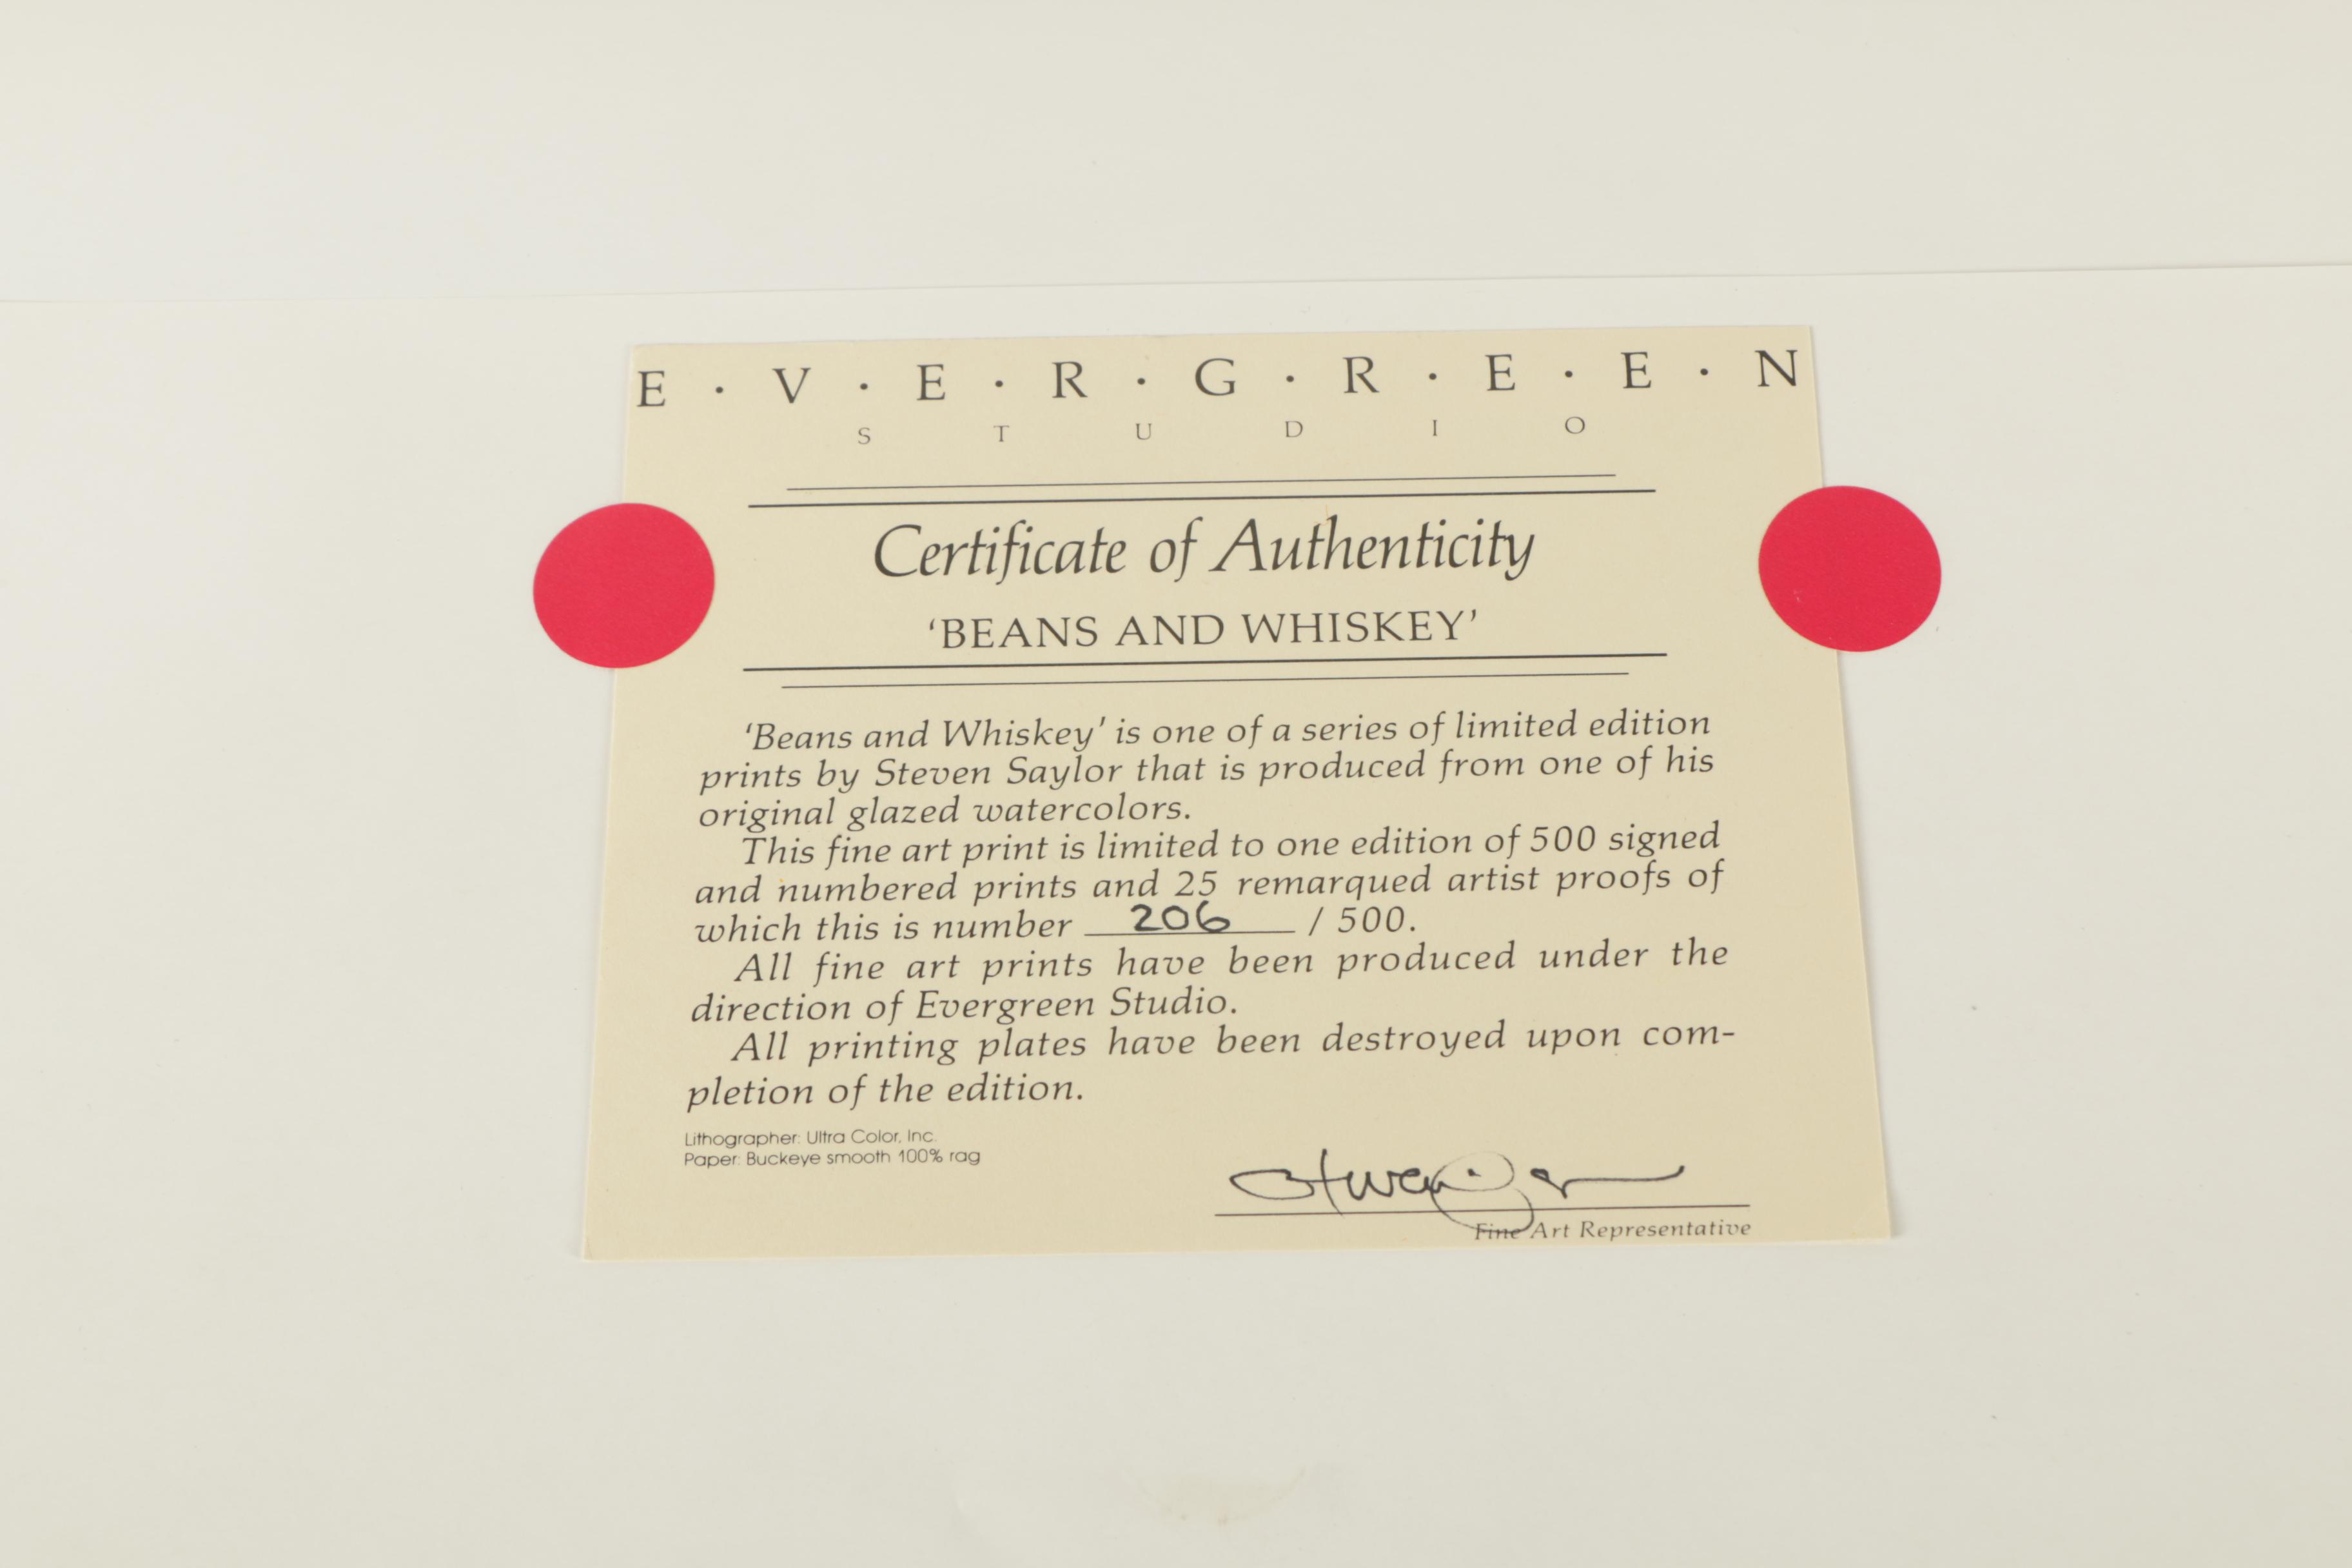 E · V · E · R · G · R · E · E · N
S T U D I O
Certificate of Authenticity
‘BEANS AND WHISKEY’
‘Beans and Whiskey’ is one of a series of limited edition
prints by Steven Saylor that is produced from one of his
original glazed watercolors.
This fine art print is limited to one edition of 500 signed
and numbered prints and 25 remarqued artist proofs of
which this is number 206 / 500.
All fine art prints have been produced under the
direction of Evergreen Studio.
All printing plates have been destroyed upon com-
pletion of the edition.
Lithographer: Ultra Color, Inc.
Paper: Buckeye smooth 100% rag
Fine Art Representative